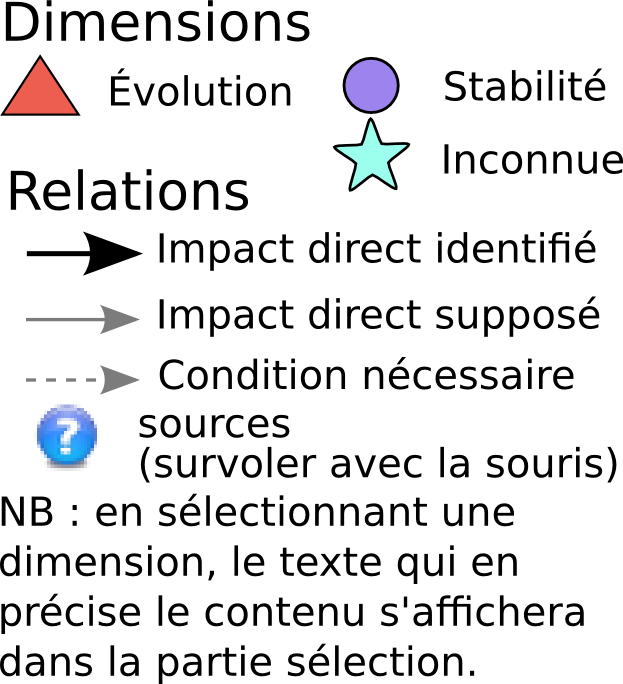 Dimensions
Évolution
Stabilité
Inconnue
Relations
Impact direct identifié
Impact direct supposé
Condition nécessaire
?
sources
(survoler avec la souris)
NB : en sélectionnant une
dimension, le texte qui en
précise le contenu s'affichera
dans la partie sélection.